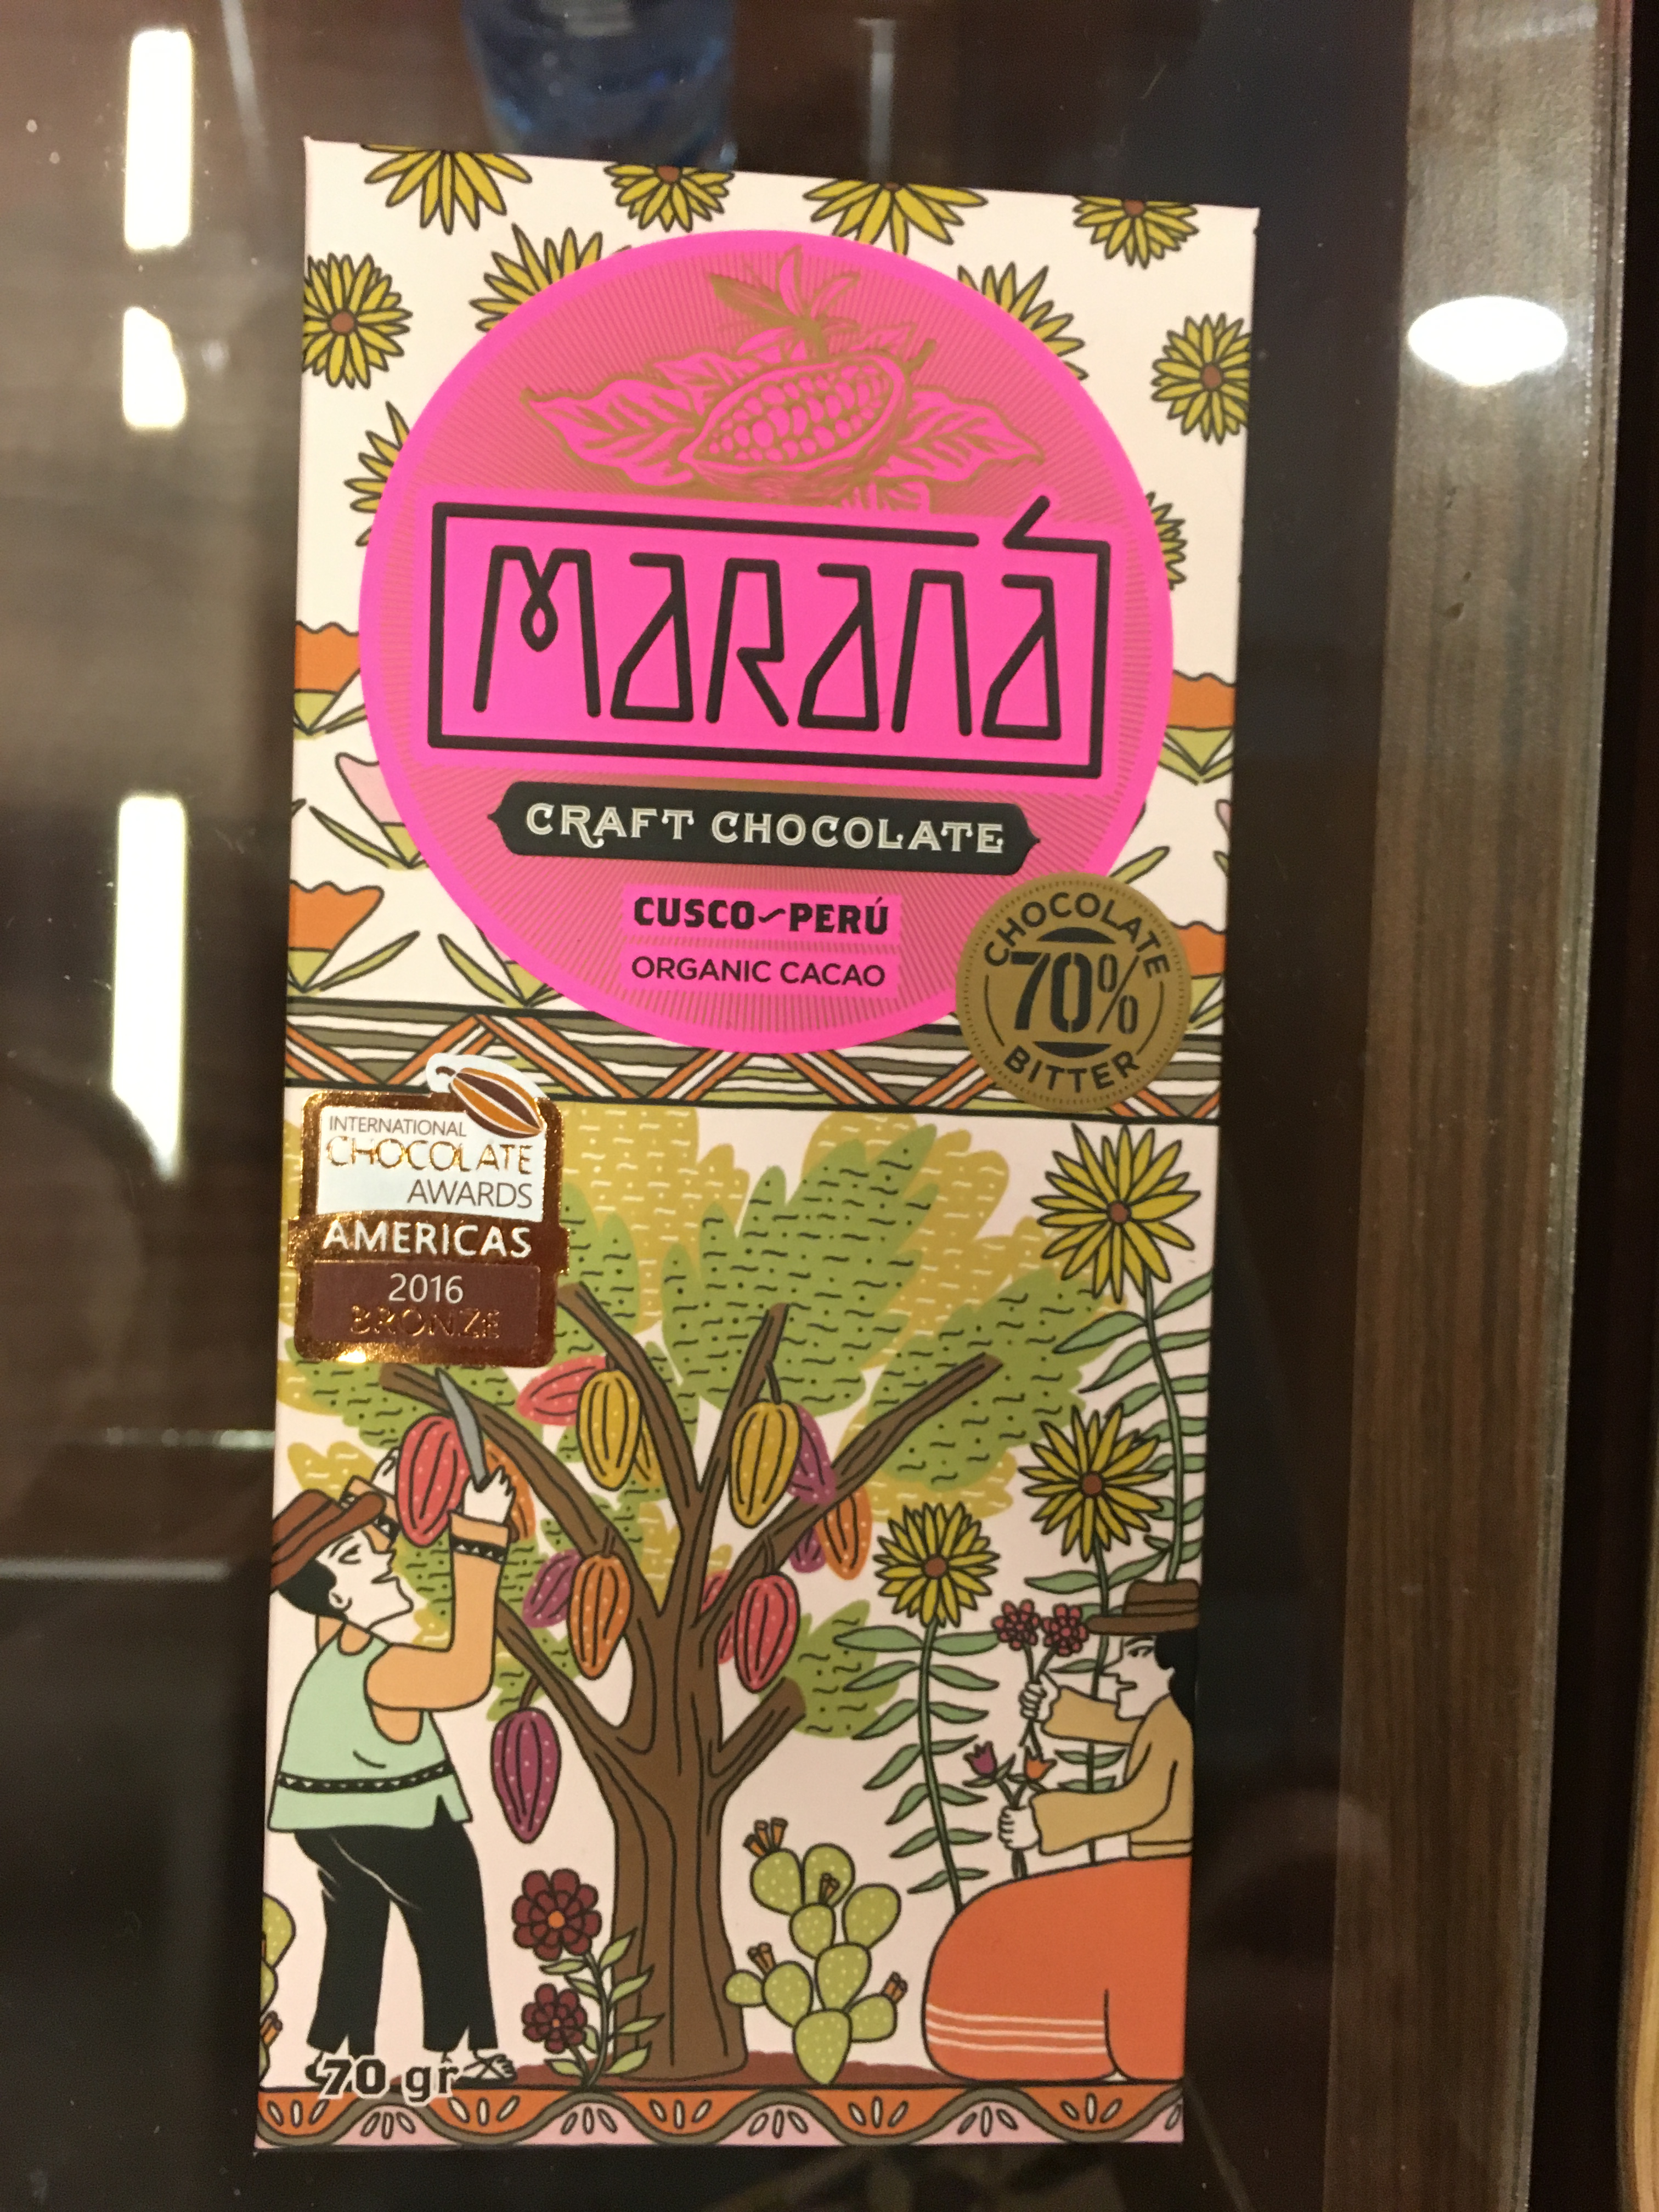 MARANÁ
CRAFT CHOCOLATE
CUSCO~PERÚ
ORGANIC CACAO
CHOCOLATE
70%
BITTER
INTERNATIONAL
CHOCOLATE
AWARDS
AMERICAS
2016
BRONZE
70 gr